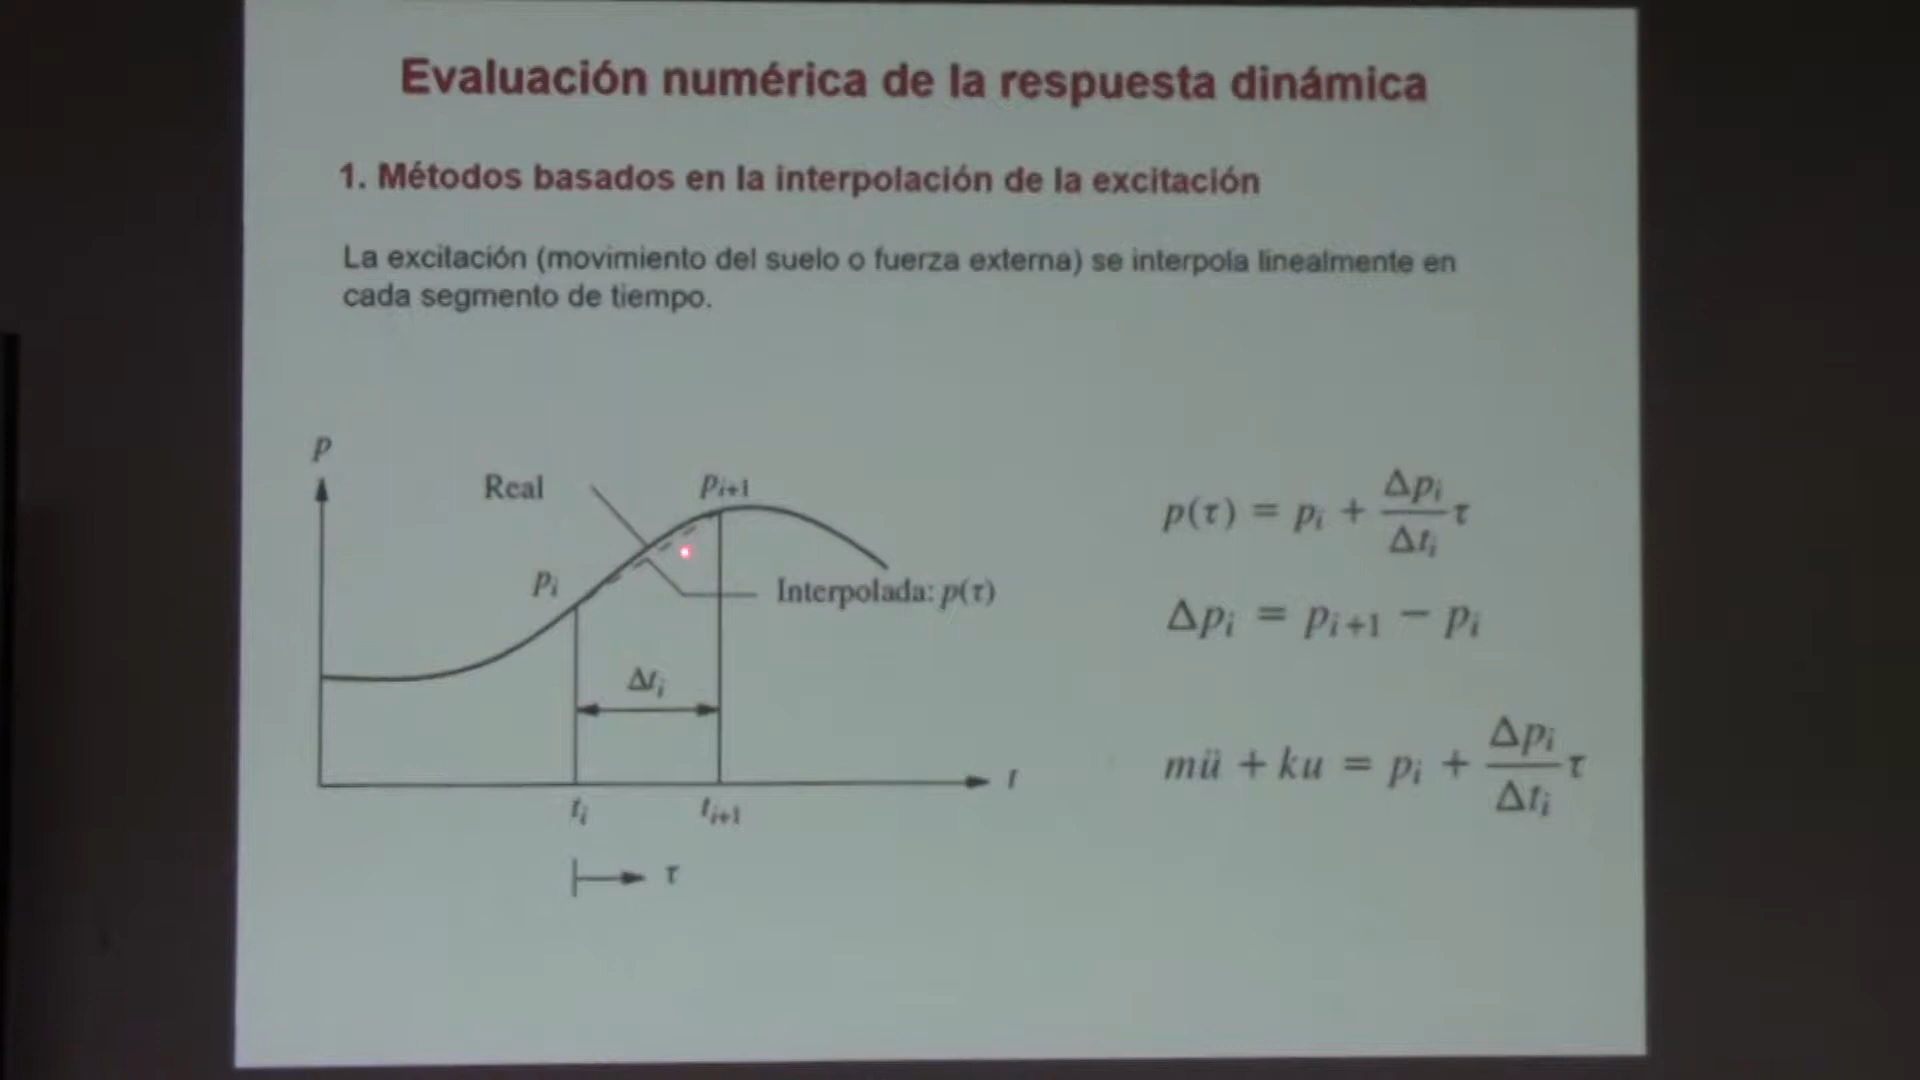 Evaluación numérica de la respuesta dinámica
1. Métodos basados en la interpolación de la excitación
La excitación (movimiento del suelo o fuerza externa) se interpola linealmente en
cada segmento de tiempo.
p
Real
pᵢ₊₁
pᵢ
Interpolada: p(τ)
Δtᵢ
t
tᵢ
tᵢ₊₁
τ
p(τ) = pᵢ + Δpᵢ/Δtᵢ τ
Δpᵢ = pᵢ₊₁ − pᵢ
mü + ku = pᵢ + Δpᵢ/Δtᵢ τ